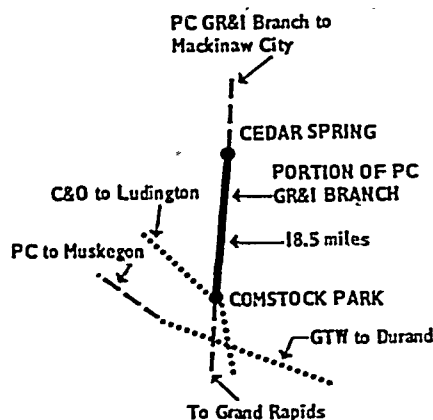 PC GR&I Branch to
Mackinaw City
CEDAR SPRING
PORTION OF PC
GR&I BRANCH
C&O to Ludington
18.5 miles
PC to Muskegon
COMSTOCK PARK
GTW to Durand
To Grand Rapids